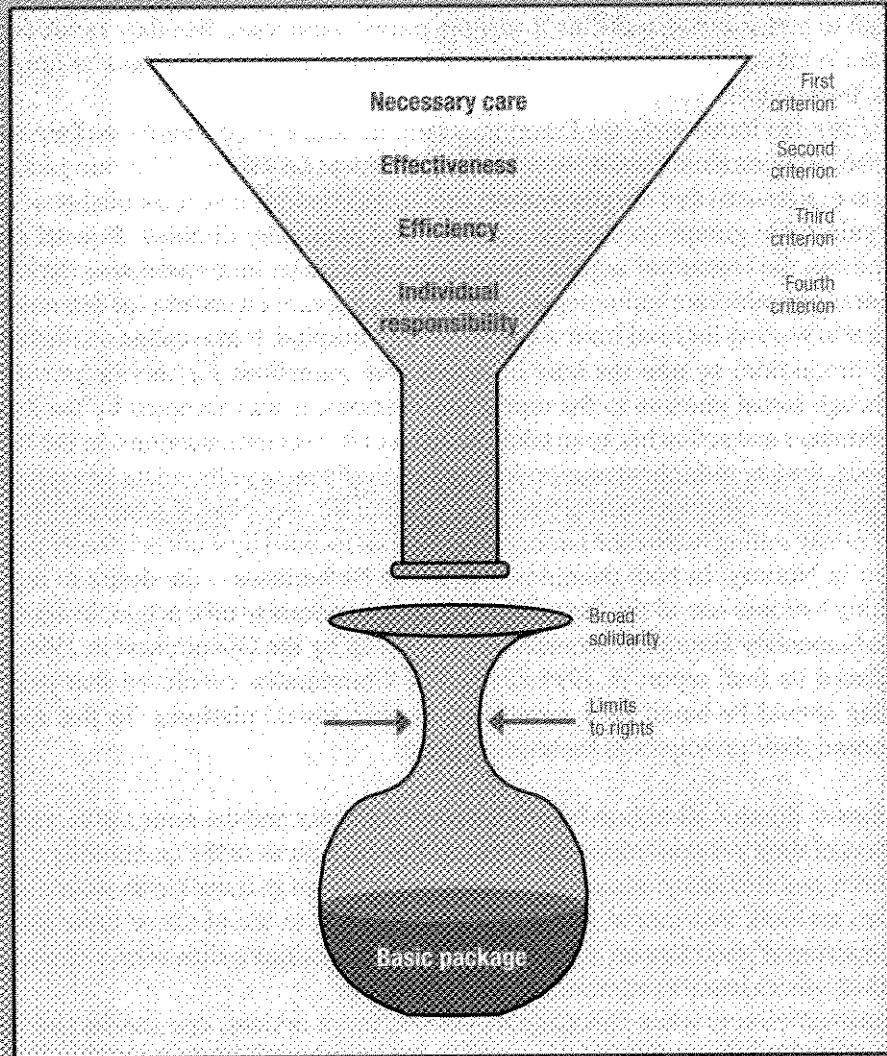 Necessary care
First
criterion
Effectiveness
Second
criterion
Efficiency
Third
criterion
Individual
responsibility
Fourth
criterion
Broad
solidarity
Limits
to rights
Basic package